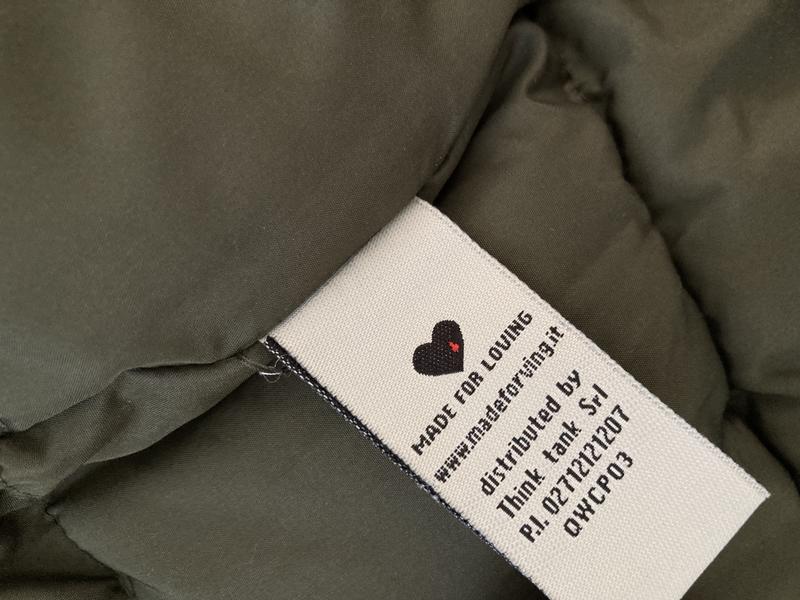 MADE FOR LOVING
www.madeforving.it
distributed by
Think tank Srl
P.I. 02712121207
QWCP03